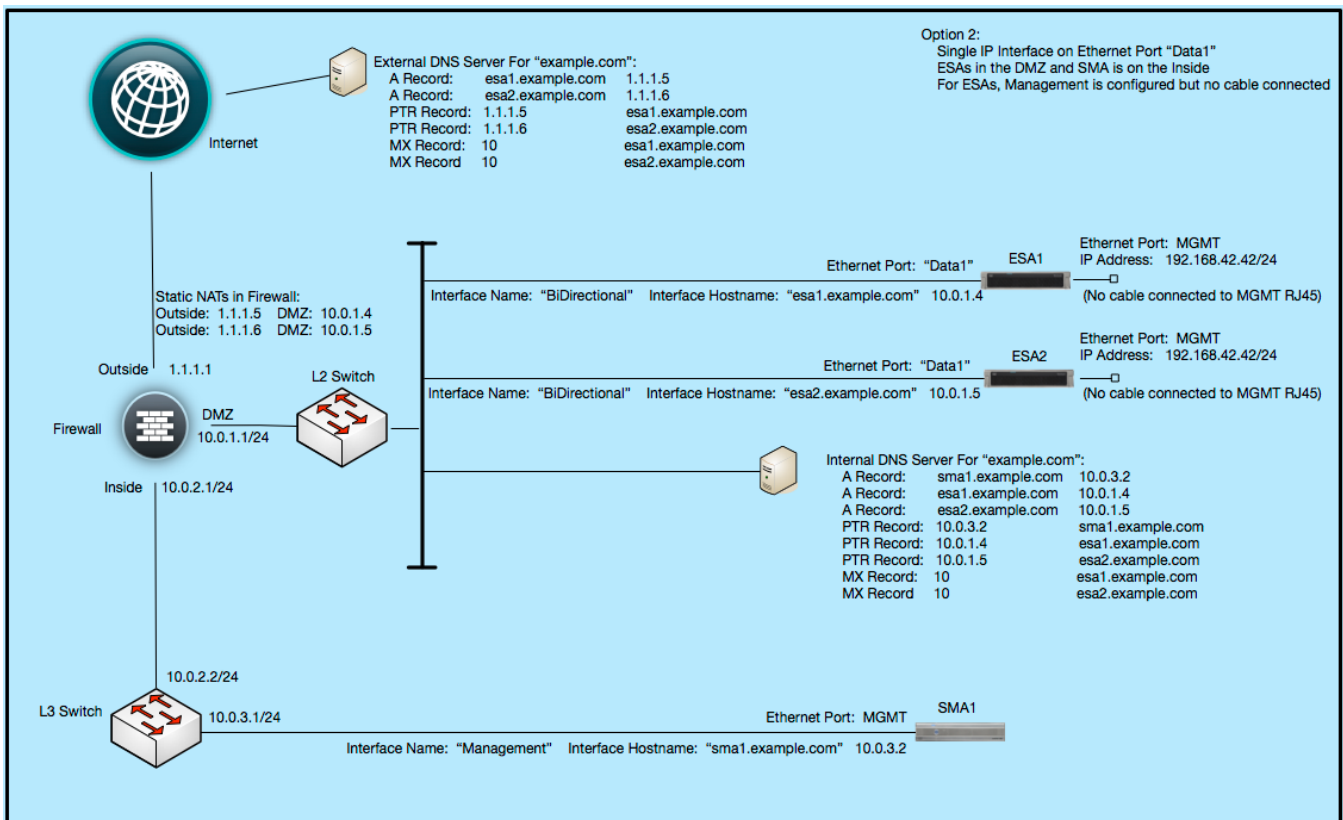 Option 2:
Single IP Interface on Ethernet Port “Data1”
ESAs in the DMZ and SMA is on the Inside
For ESAs, Management is configured but no cable connected
Internet
External DNS Server For “example.com”:
A Record: esa1.example.com 1.1.1.5
A Record: esa2.example.com 1.1.1.6
PTR Record: 1.1.1.5 esa1.example.com
PTR Record: 1.1.1.6 esa2.example.com
MX Record: 10 esa1.example.com
MX Record 10 esa2.example.com
Static NATs in Firewall:
Outside: 1.1.1.5 DMZ: 10.0.1.4
Outside: 1.1.1.6 DMZ: 10.0.1.5
Ethernet Port: “Data1”
ESA1
Ethernet Port: MGMT
IP Address: 192.168.42.42/24
Interface Name: “BiDirectional” Interface Hostname: “esa1.example.com” 10.0.1.4
(No cable connected to MGMT RJ45)
Ethernet Port: “Data1”
ESA2
Ethernet Port: MGMT
IP Address: 192.168.42.42/24
Interface Name: “BiDirectional” Interface Hostname: “esa2.example.com” 10.0.1.5
(No cable connected to MGMT RJ45)
Outside 1.1.1.1
L2 Switch
Firewall
DMZ
10.0.1.1/24
Inside 10.0.2.1/24
Internal DNS Server For “example.com”:
A Record: sma1.example.com 10.0.3.2
A Record: esa1.example.com 10.0.1.4
A Record: esa2.example.com 10.0.1.5
PTR Record: 10.0.3.2 sma1.example.com
PTR Record: 10.0.1.4 esa1.example.com
PTR Record: 10.0.1.5 esa2.example.com
MX Record: 10 esa1.example.com
MX Record 10 esa2.example.com
10.0.2.2/24
L3 Switch
10.0.3.1/24
Ethernet Port: MGMT
SMA1
Interface Name: “Management” Interface Hostname: “sma1.example.com” 10.0.3.2